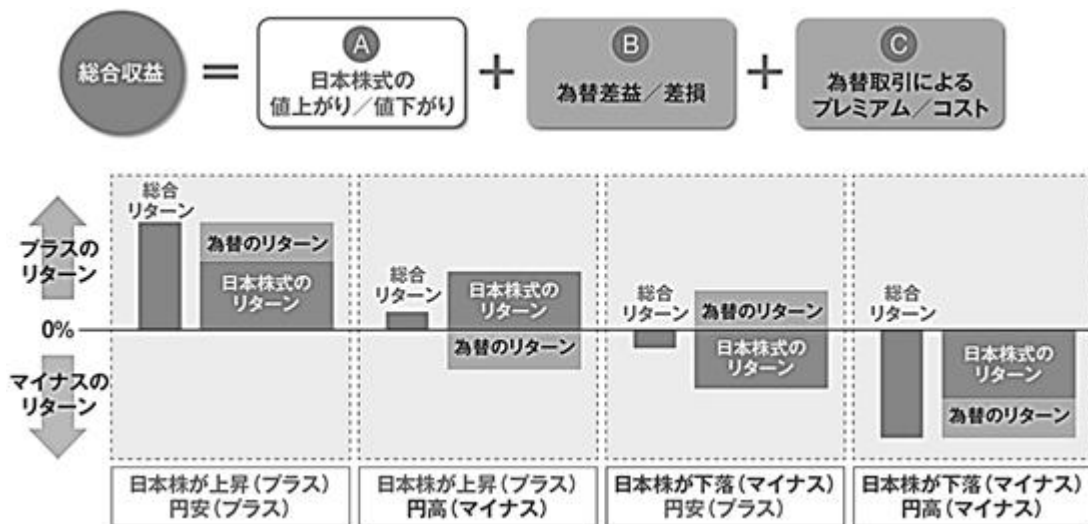 総合収益
=
A
日本株式の
値上がり/値下がり
+
B
為替差益/差損
+
C
為替取引による
プレミアム/コスト
プラスの
リターン
0%
マイナスの
リターン
総合
リターン
為替のリターン
日本株式の
リターン
総合
リターン
日本株式の
リターン
為替のリターン
総合
リターン
為替のリターン
日本株式の
リターン
総合
リターン
日本株式の
リターン
為替のリターン
日本株が上昇(プラス)
円安(プラス)
日本株が上昇(プラス)
円高(マイナス)
日本株が下落(マイナス)
円安(プラス)
日本株が下落(マイナス)
円高(マイナス)